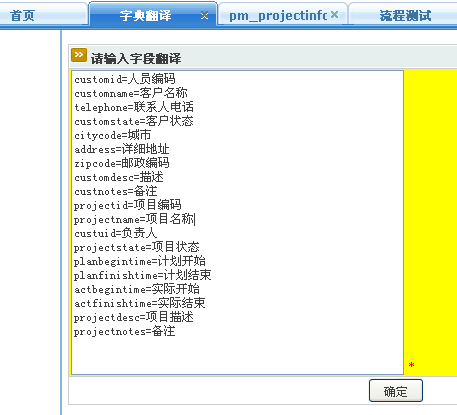 首页 字典翻译 pm_projectinfo 流程测试
请输入字段翻译
customid=人员编码
customname=客户名称
telephone=联系人电话
customstate=客户状态
citycode=城市
address=详细地址
zipcode=邮政编码
customdesc=描述
custnotes=备注
projectid=项目编码
projectname=项目名称
custuid=负责人
projectstate=项目状态
planbegintime=计划开始
planfinishtime=计划结束
actbegintime=实际开始
actfinishtime=实际结束
projectdesc=项目描述
projectnotes=备注
*
确定